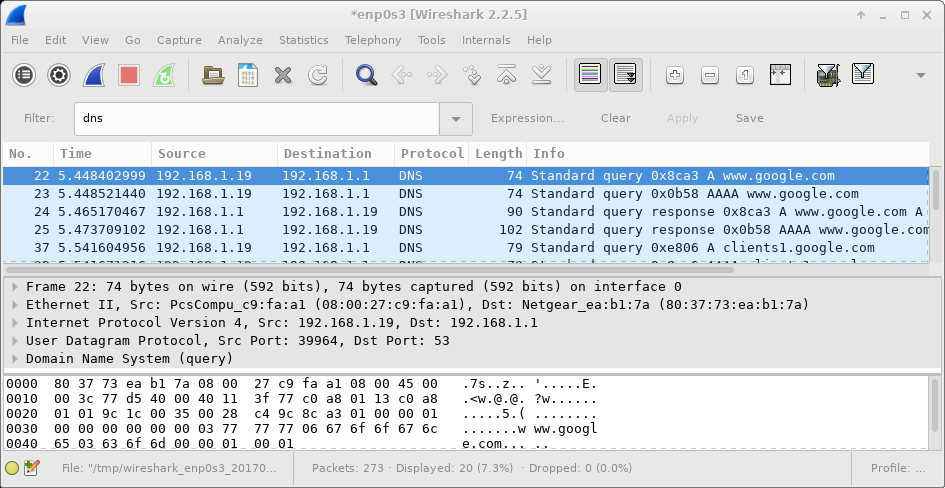 *enp0s3 [Wireshark 2.2.5]
File Edit View Go Capture Analyze Statistics Telephony Tools Internals Help
Filter: dns Expression... Clear Apply Save
No. Time Source Destination Protocol Length Info
22 5.448402999 192.168.1.19 192.168.1.1 DNS 74 Standard query 0x8ca3 A www.google.com
23 5.448521440 192.168.1.19 192.168.1.1 DNS 74 Standard query 0x0b58 AAAA www.google.com
24 5.465170467 192.168.1.1 192.168.1.19 DNS 90 Standard query response 0x8ca3 A www.google.com A
25 5.473709102 192.168.1.1 192.168.1.19 DNS 102 Standard query response 0x0b58 AAAA www.google.com
37 5.541604956 192.168.1.19 192.168.1.1 DNS 79 Standard query 0xe806 A clients1.google.com
Frame 22: 74 bytes on wire (592 bits), 74 bytes captured (592 bits) on interface 0
Ethernet II, Src: PcsCompu_c9:fa:a1 (08:00:27:c9:fa:a1), Dst: Netgear_ea:b1:7a (80:37:73:ea:b1:7a)
Internet Protocol Version 4, Src: 192.168.1.19, Dst: 192.168.1.1
User Datagram Protocol, Src Port: 39964, Dst Port: 53
Domain Name System (query)
0000 80 37 73 ea b1 7a 08 00 27 c9 fa a1 08 00 45 00 .7s..z.. '.....E.
0010 00 3c 77 d5 40 00 40 11 3f 77 c0 a8 01 13 c0 a8 .<w.@.@. ?w......
0020 01 01 9c 1c 00 35 00 28 c4 9c 8c a3 01 00 00 01 .....5.( ........
0030 00 00 00 00 00 00 03 77 77 77 06 67 6f 6f 67 6c .......w ww.googl
0040 65 03 63 6f 6d 00 00 01 00 01 e.com... ..
File: "/tmp/wireshark_enp0s3_20170... Packets: 273 · Displayed: 20 (7.3%) · Dropped: 0 (0.0%) Profile: ...